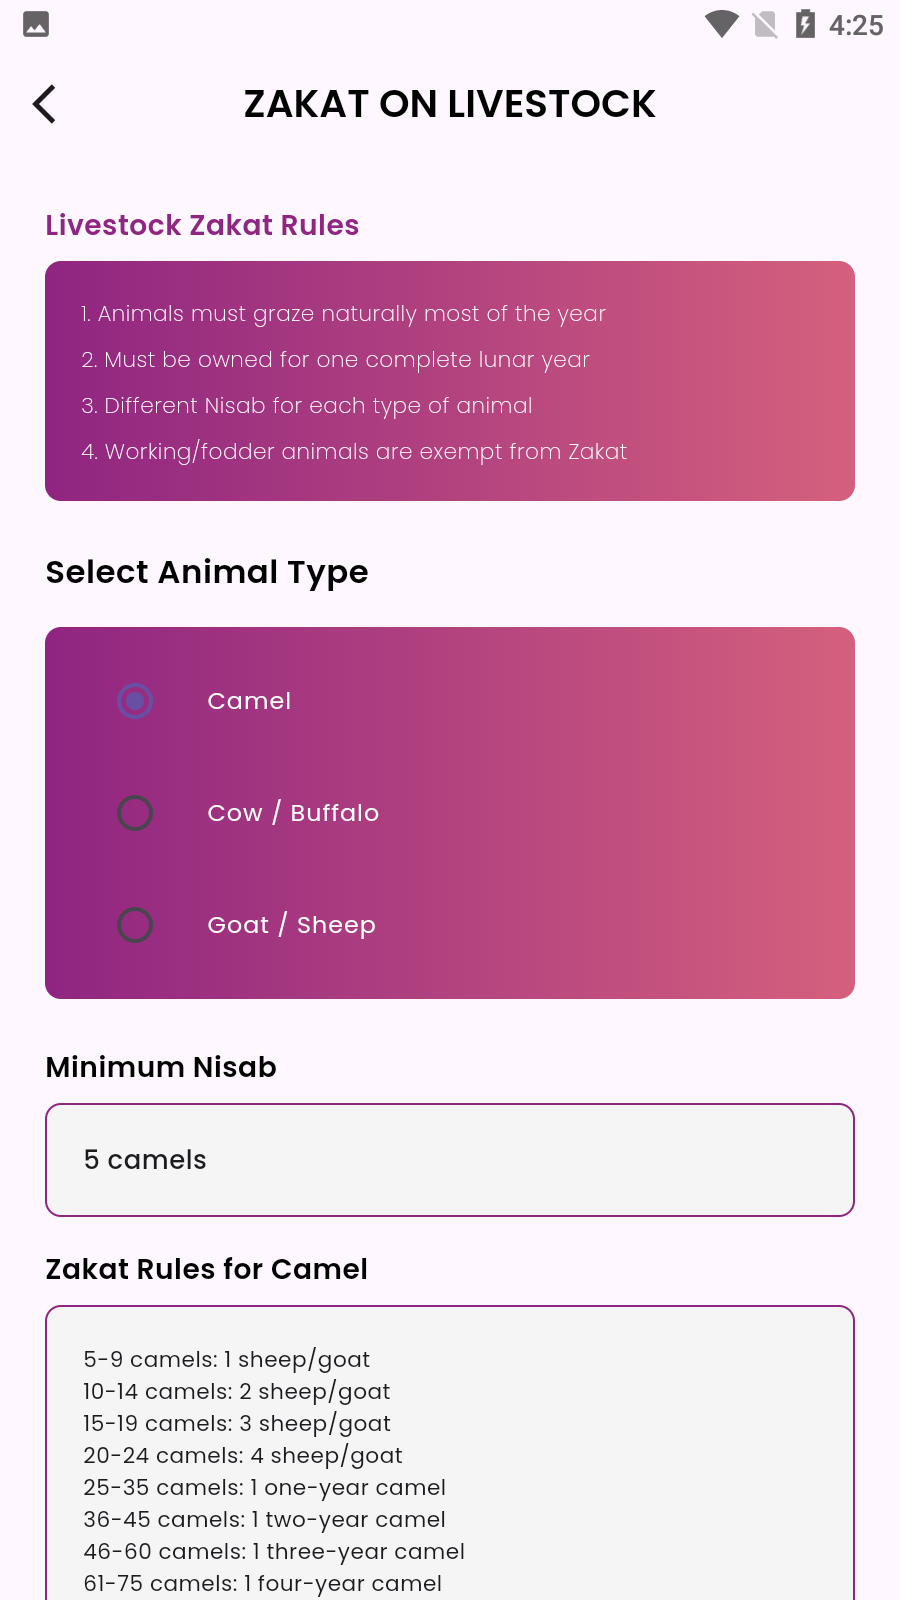 4:25
ZAKAT ON LIVESTOCK
Livestock Zakat Rules
1. Animals must graze naturally most of the year
2. Must be owned for one complete lunar year
3. Different Nisab for each type of animal
4. Working/fodder animals are exempt from Zakat
Select Animal Type
Camel
Cow / Buffalo
Goat / Sheep
Minimum Nisab
5 camels
Zakat Rules for Camel
5-9 camels: 1 sheep/goat
10-14 camels: 2 sheep/goat
15-19 camels: 3 sheep/goat
20-24 camels: 4 sheep/goat
25-35 camels: 1 one-year camel
36-45 camels: 1 two-year camel
46-60 camels: 1 three-year camel
61-75 camels: 1 four-year camel